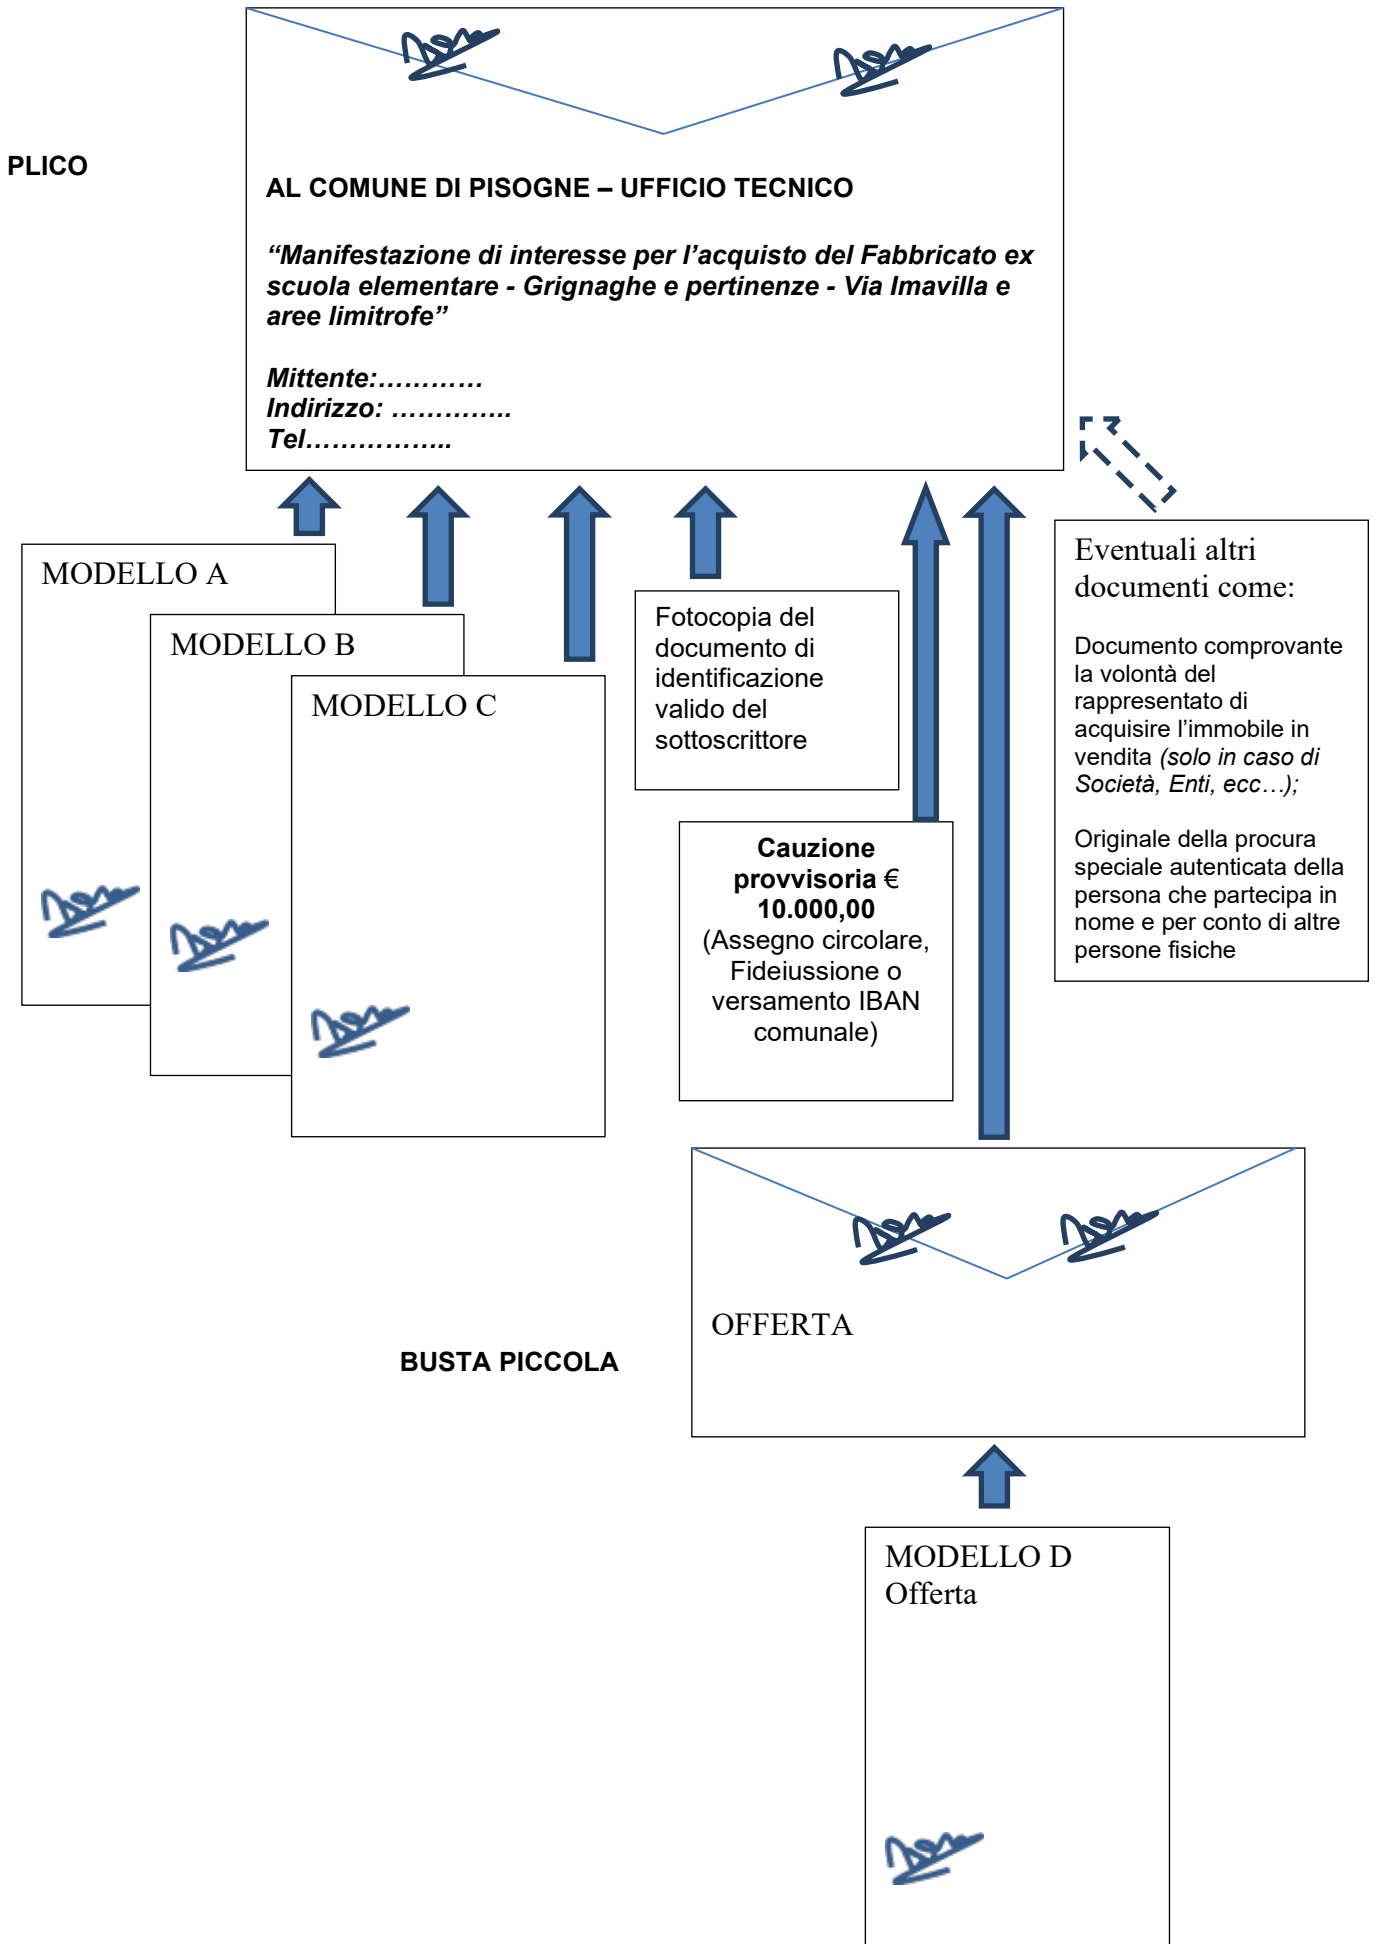 PLICO
AL COMUNE DI PISOGNE – UFFICIO TECNICO
“Manifestazione di interesse per l’acquisto del Fabbricato ex
scuola elementare - Grignaghe e pertinenze - Via Imavilla e
aree limitrofe”
Mittente:…………
Indirizzo: …………..
Tel……………..
MODELLO A
MODELLO B
MODELLO C
Fotocopia del
documento di
identificazione
valido del
sottoscrittore
Cauzione
provvisoria €
10.000,00
(Assegno circolare,
Fideiussione o
versamento IBAN
comunale)
Eventuali altri
documenti come:
Documento comprovante
la volontà del
rappresentato di
acquisire l’immobile in
vendita (solo in caso di
Società, Enti, ecc…);
Originale della procura
speciale autenticata della
persona che partecipa in
nome e per conto di altre
persone fisiche
OFFERTA
BUSTA PICCOLA
MODELLO D
Offerta